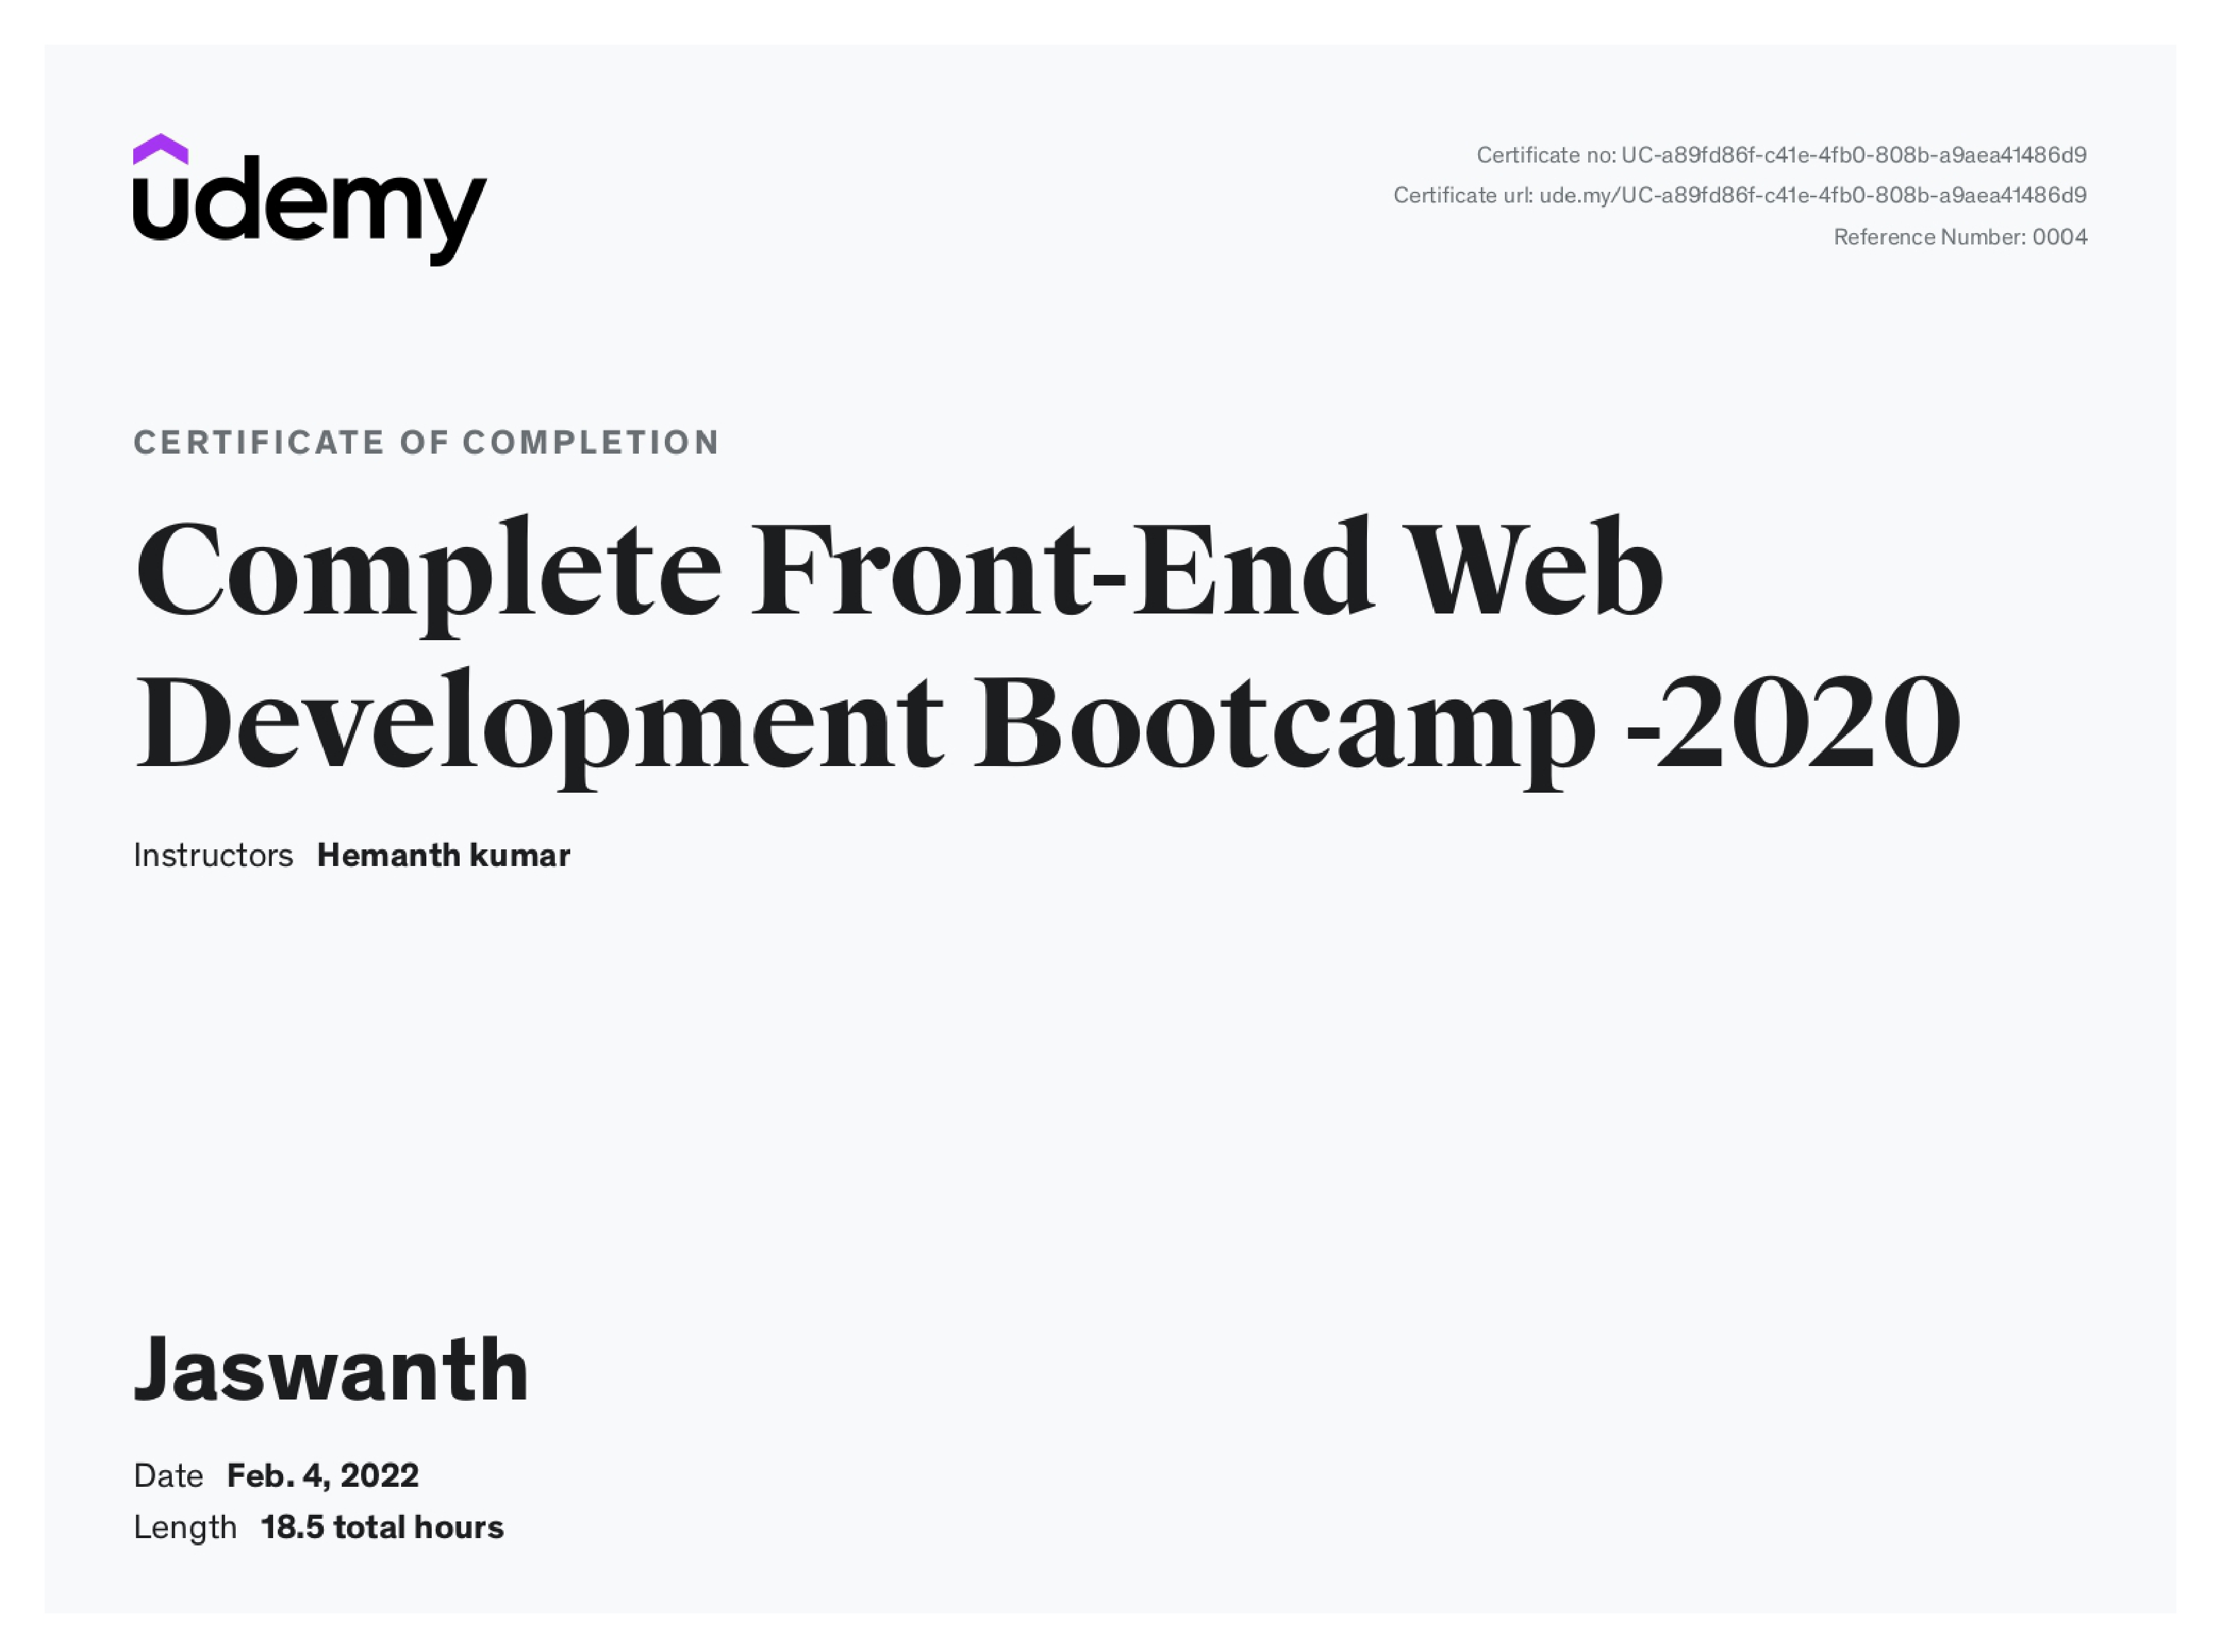 udemy
Certificate no: UC-a89fd86f-c41e-4fb0-808b-a9aea41486d9
Certificate url: ude.my/UC-a89fd86f-c41e-4fb0-808b-a9aea41486d9
Reference Number: 0004
CERTIFICATE OF COMPLETION
Complete Front-End Web
Development Bootcamp -2020
Instructors Hemanth kumar
Jaswanth
Date Feb. 4, 2022
Length 18.5 total hours